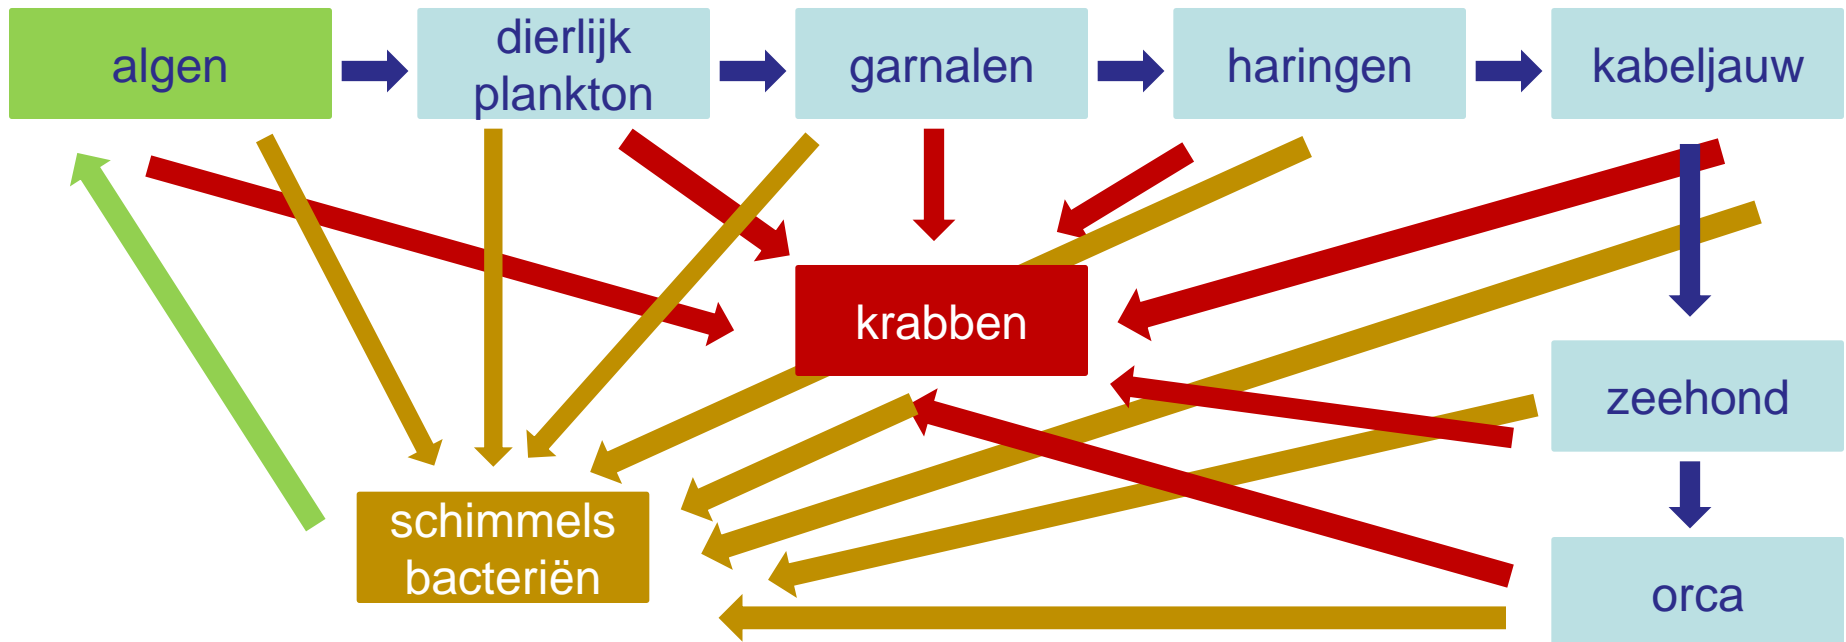 algen
dierlijk
plankton
garnalen
haringen
kabeljauw
krabben
zeehond
schimmels
bacteriën
orca